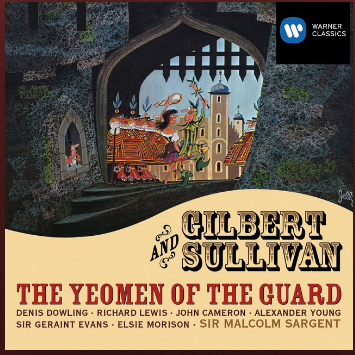 WARNER
CLASSICS
GILBERT
AND
SULLIVAN
THE YEOMEN OF THE GUARD
DENIS DOWLING · RICHARD LEWIS · JOHN CAMERON · ALEXANDER YOUNG
SIR GERAINT EVANS · ELSIE MORISON · SIR MALCOLM SARGENT